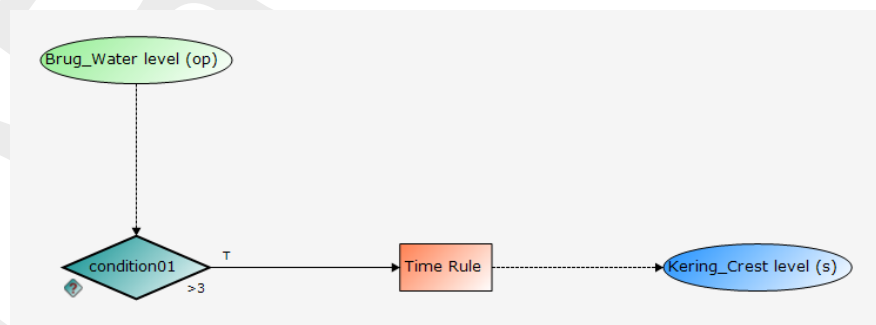 Brug_Water level (op)
T
condition01
Time Rule
Kering_Crest level (s)
?
>3